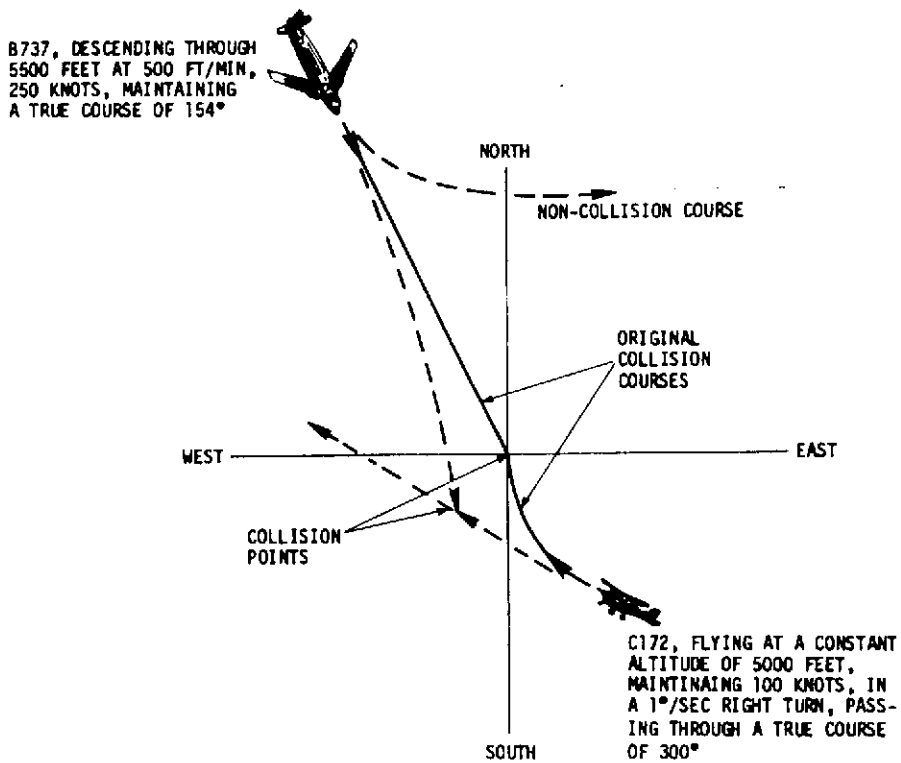 B737, DESCENDING THROUGH
5500 FEET AT 500 FT/MIN,
250 KNOTS, MAINTAINING
A TRUE COURSE OF 154°
NORTH
NON-COLLISION COURSE
ORIGINAL
COLLISION
COURSES
WEST
EAST
COLLISION
POINTS
C172, FLYING AT A CONSTANT
ALTITUDE OF 5000 FEET,
MAINTINAING 100 KNOTS, IN
A 1°/SEC RIGHT TURN, PASS-
ING THROUGH A TRUE COURSE
OF 300°
SOUTH